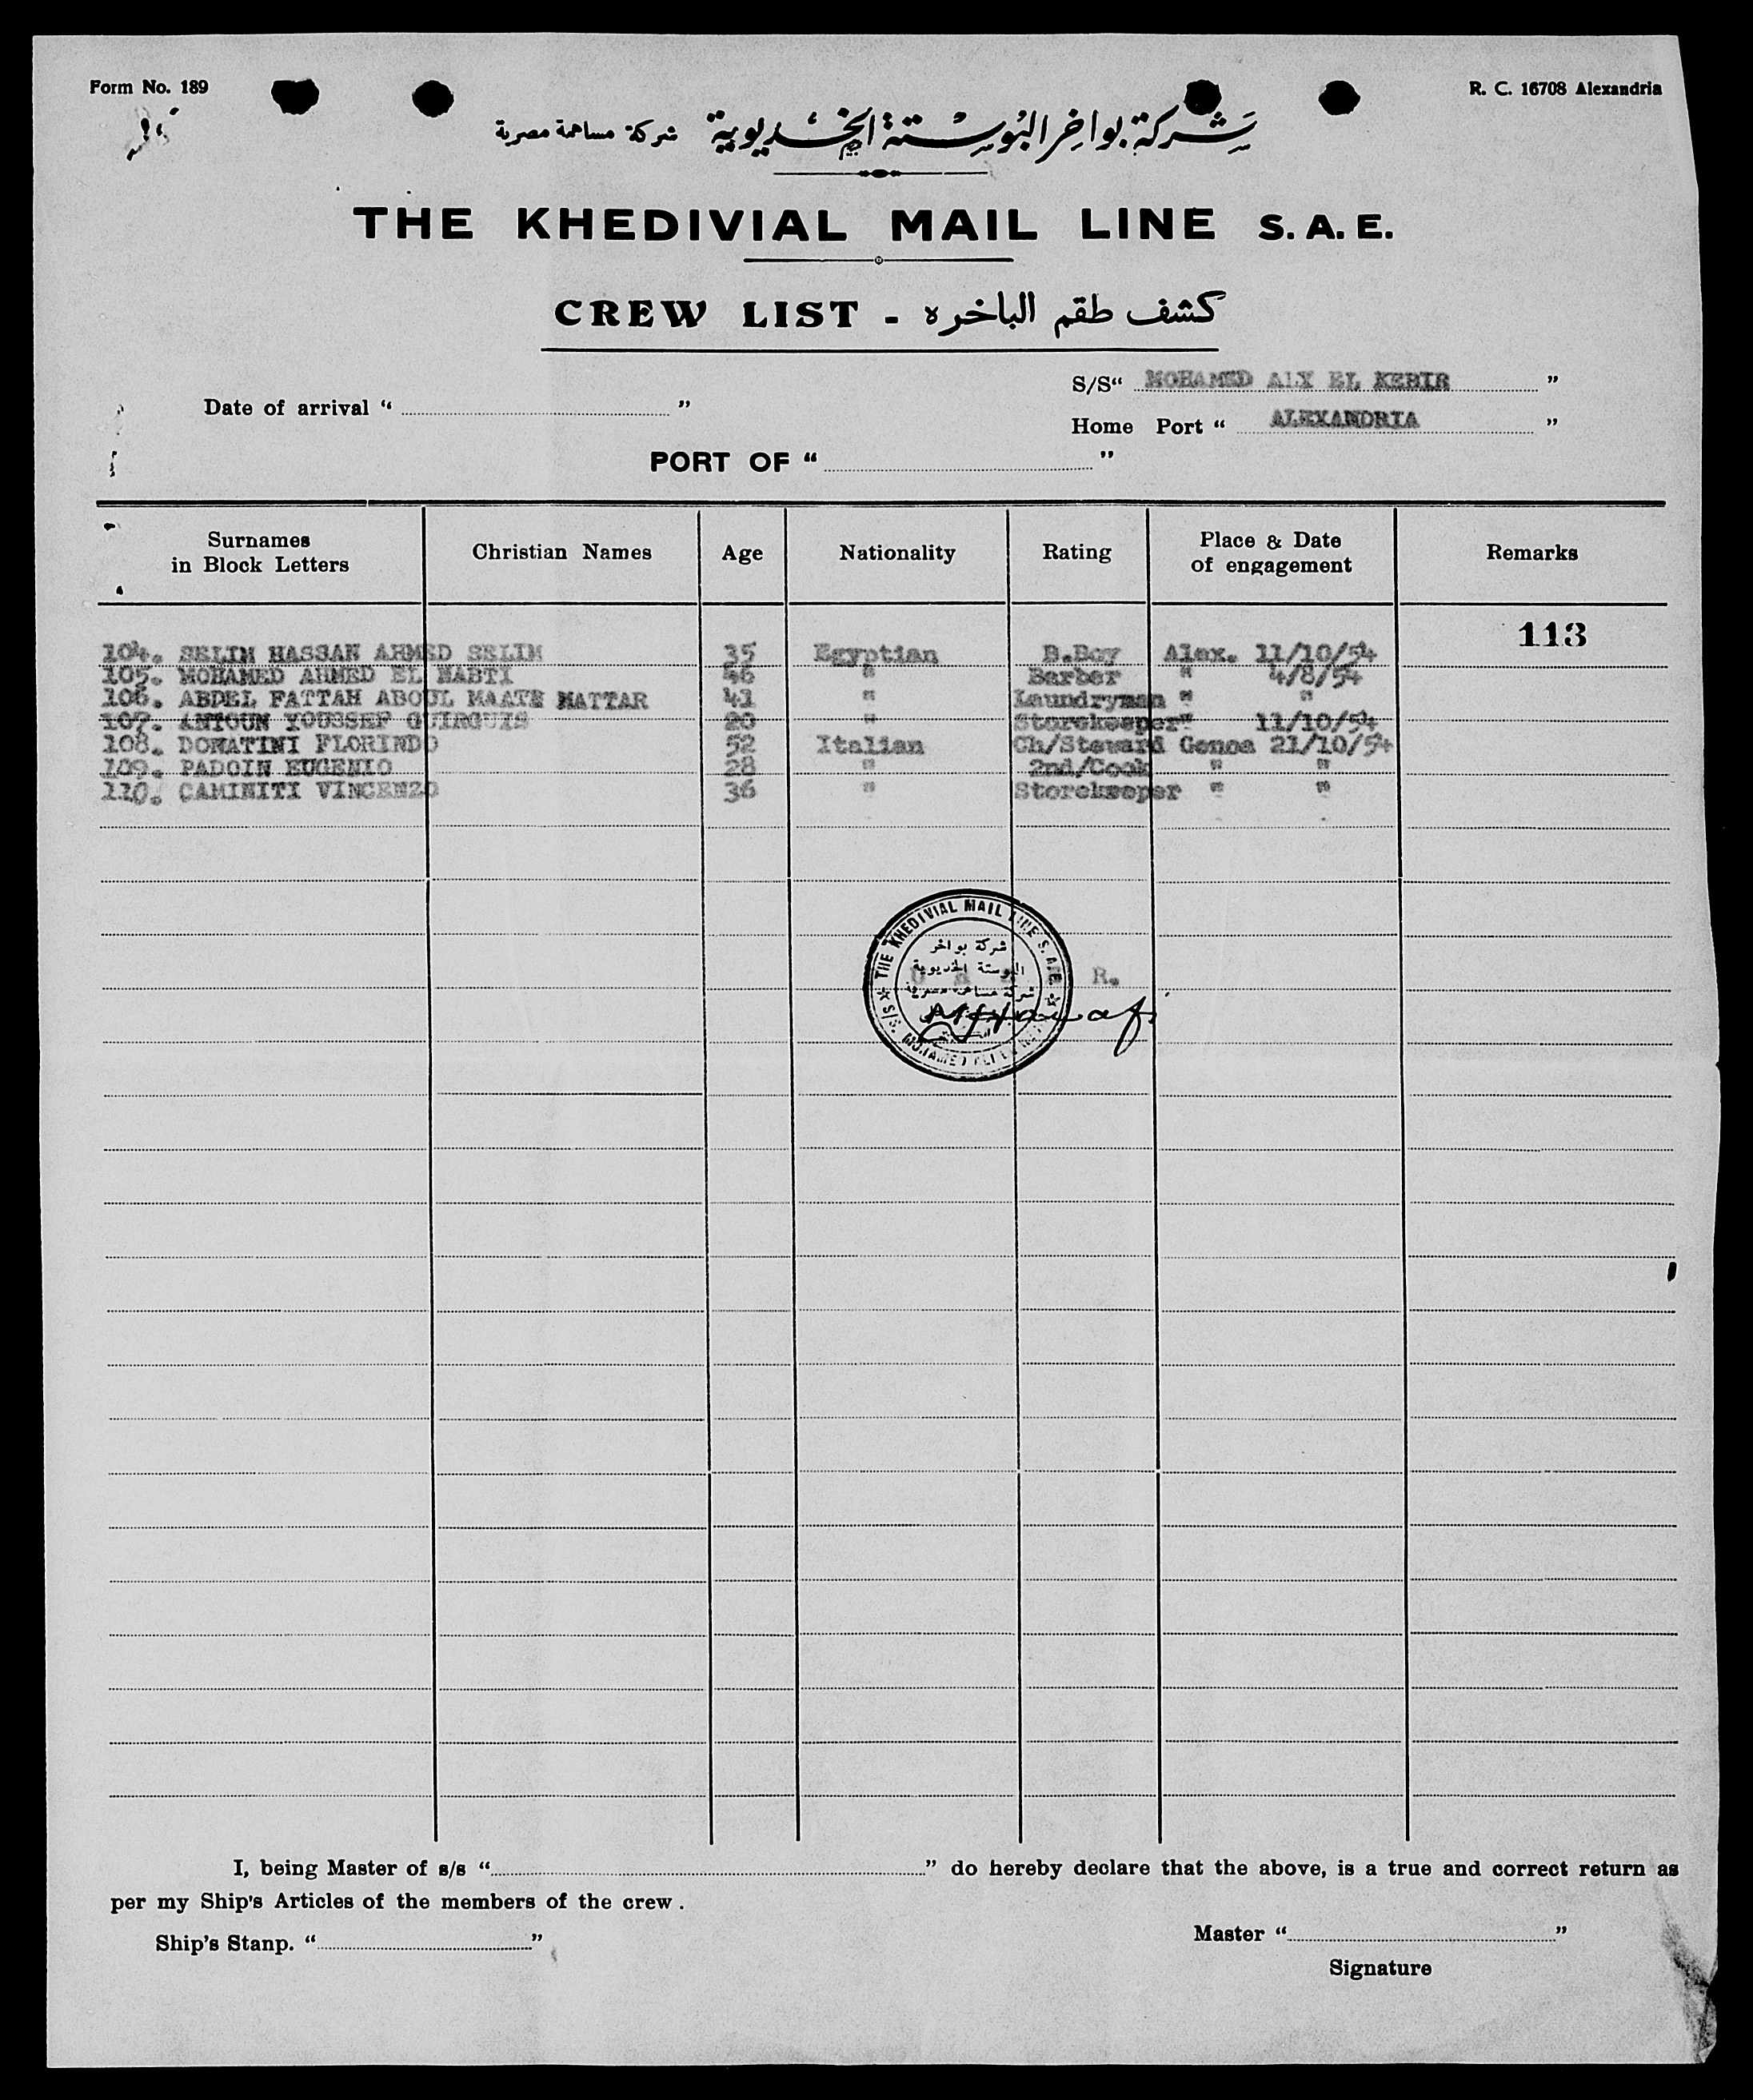 Form No. 189
R. C. 16708 Alexandria
شركة بواخر البوستة الخديوية شركة مساهمة مصرية
THE KHEDIVIAL MAIL LINE S. A. E.
CREW LIST - كشف طقم الباخره
S/S“ MOHAMED ALI EL KEBIR ”
Date of arrival “ ”
Home Port “ ALEXANDRIA ”
PORT OF “ ”
Surnames in Block Letters Christian Names Age Nationality Rating Place & Date of engagement Remarks
113
104. SELIM HASSAN AHMED SELIM 35 Egyptian B.Boy Alex. 11/10/54
105. MOHAMED AHMED EL NABTI 46 " Barber " 4/8/54
106. ABDEL FATTAH ABOUL MAATE MATTAR 41 " Laundryman " "
107. ANTOUN YOUSSEF GUIRGUIS 20 Storekeeper " 11/10/54
108. DONATINI FLORINDO 52 Italian Ch/Steward Genoa 21/10/54
109. PADOIN EUGENIO 28 " 2nd/Cook " "
110. CAMINITI VINCENZO 36 " Storekeeper " "
THE KHEDIVIAL MAIL LINE S. A. E.
شركة بواخر
البوستة الخديوية
شركة مساهمة مصرية
R.
S/S. MOHAMED ALI
I, being Master of s/s “ ” do hereby declare that the above, is a true and correct return as
per my Ship's Articles of the members of the crew .
Ship's Stanp. “ ”
Master “ ”
Signature